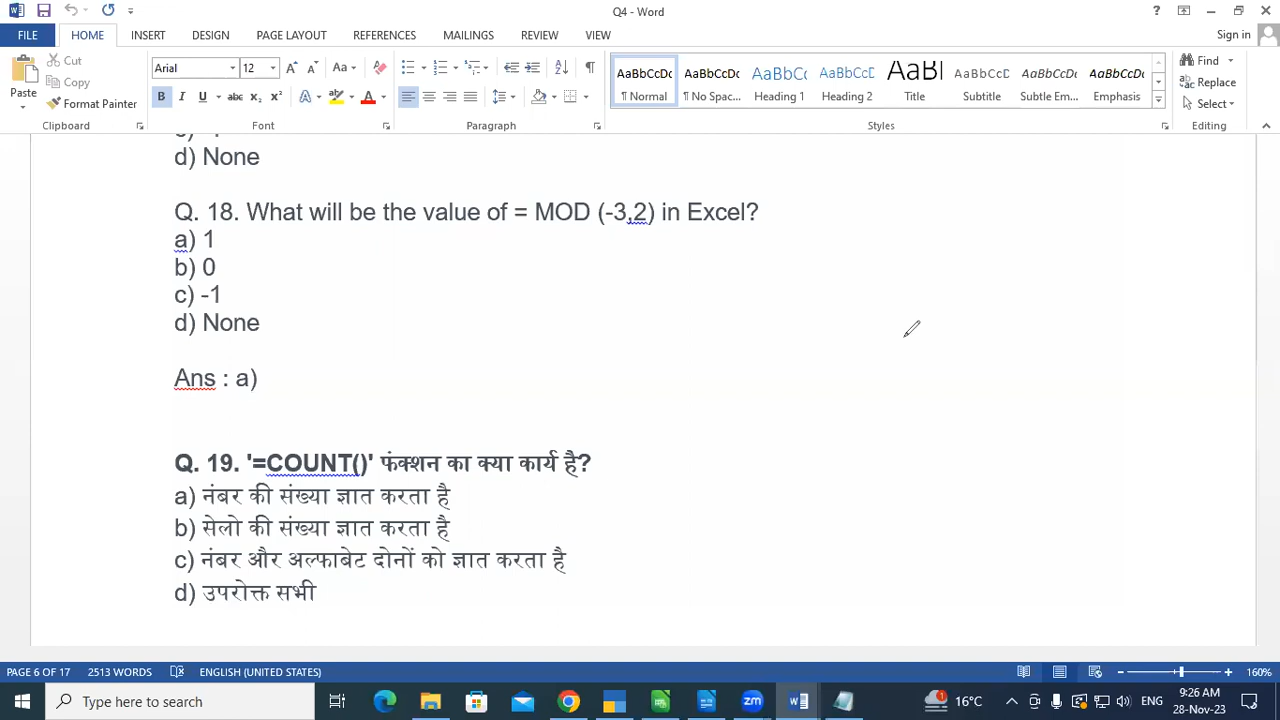 Q4 - Word
Sign in
FILE HOME INSERT DESIGN PAGE LAYOUT REFERENCES MAILINGS REVIEW VIEW
Paste
Cut
Copy
Format Painter
Clipboard
Arial 12
Font
Paragraph
AaBbCcDc AaBbCcDc AaBbCc AaBbCcC AaBl AaBbCcD AaBbCcDc AaBbCcDc
¶ Normal ¶ No Spac... Heading 1 Heading 2 Title Subtitle Subtle Em... Emphasis
Styles
Find
Replace
Select
Editing
d) None
Q. 18. What will be the value of = MOD (-3,2) in Excel?
a) 1
b) 0
c) -1
d) None
Ans : a)
Q. 19. '=COUNT()' फंक्शन का क्या कार्य है?
a) नंबर की संख्या ज्ञात करता है
b) सेलो की संख्या ज्ञात करता है
c) नंबर और अल्फाबेट दोनों को ज्ञात करता है
d) उपरोक्त सभी
PAGE 6 OF 17 2513 WORDS ENGLISH (UNITED STATES) 160%
Type here to search
16°C ENG 9:26 AM
28-Nov-23